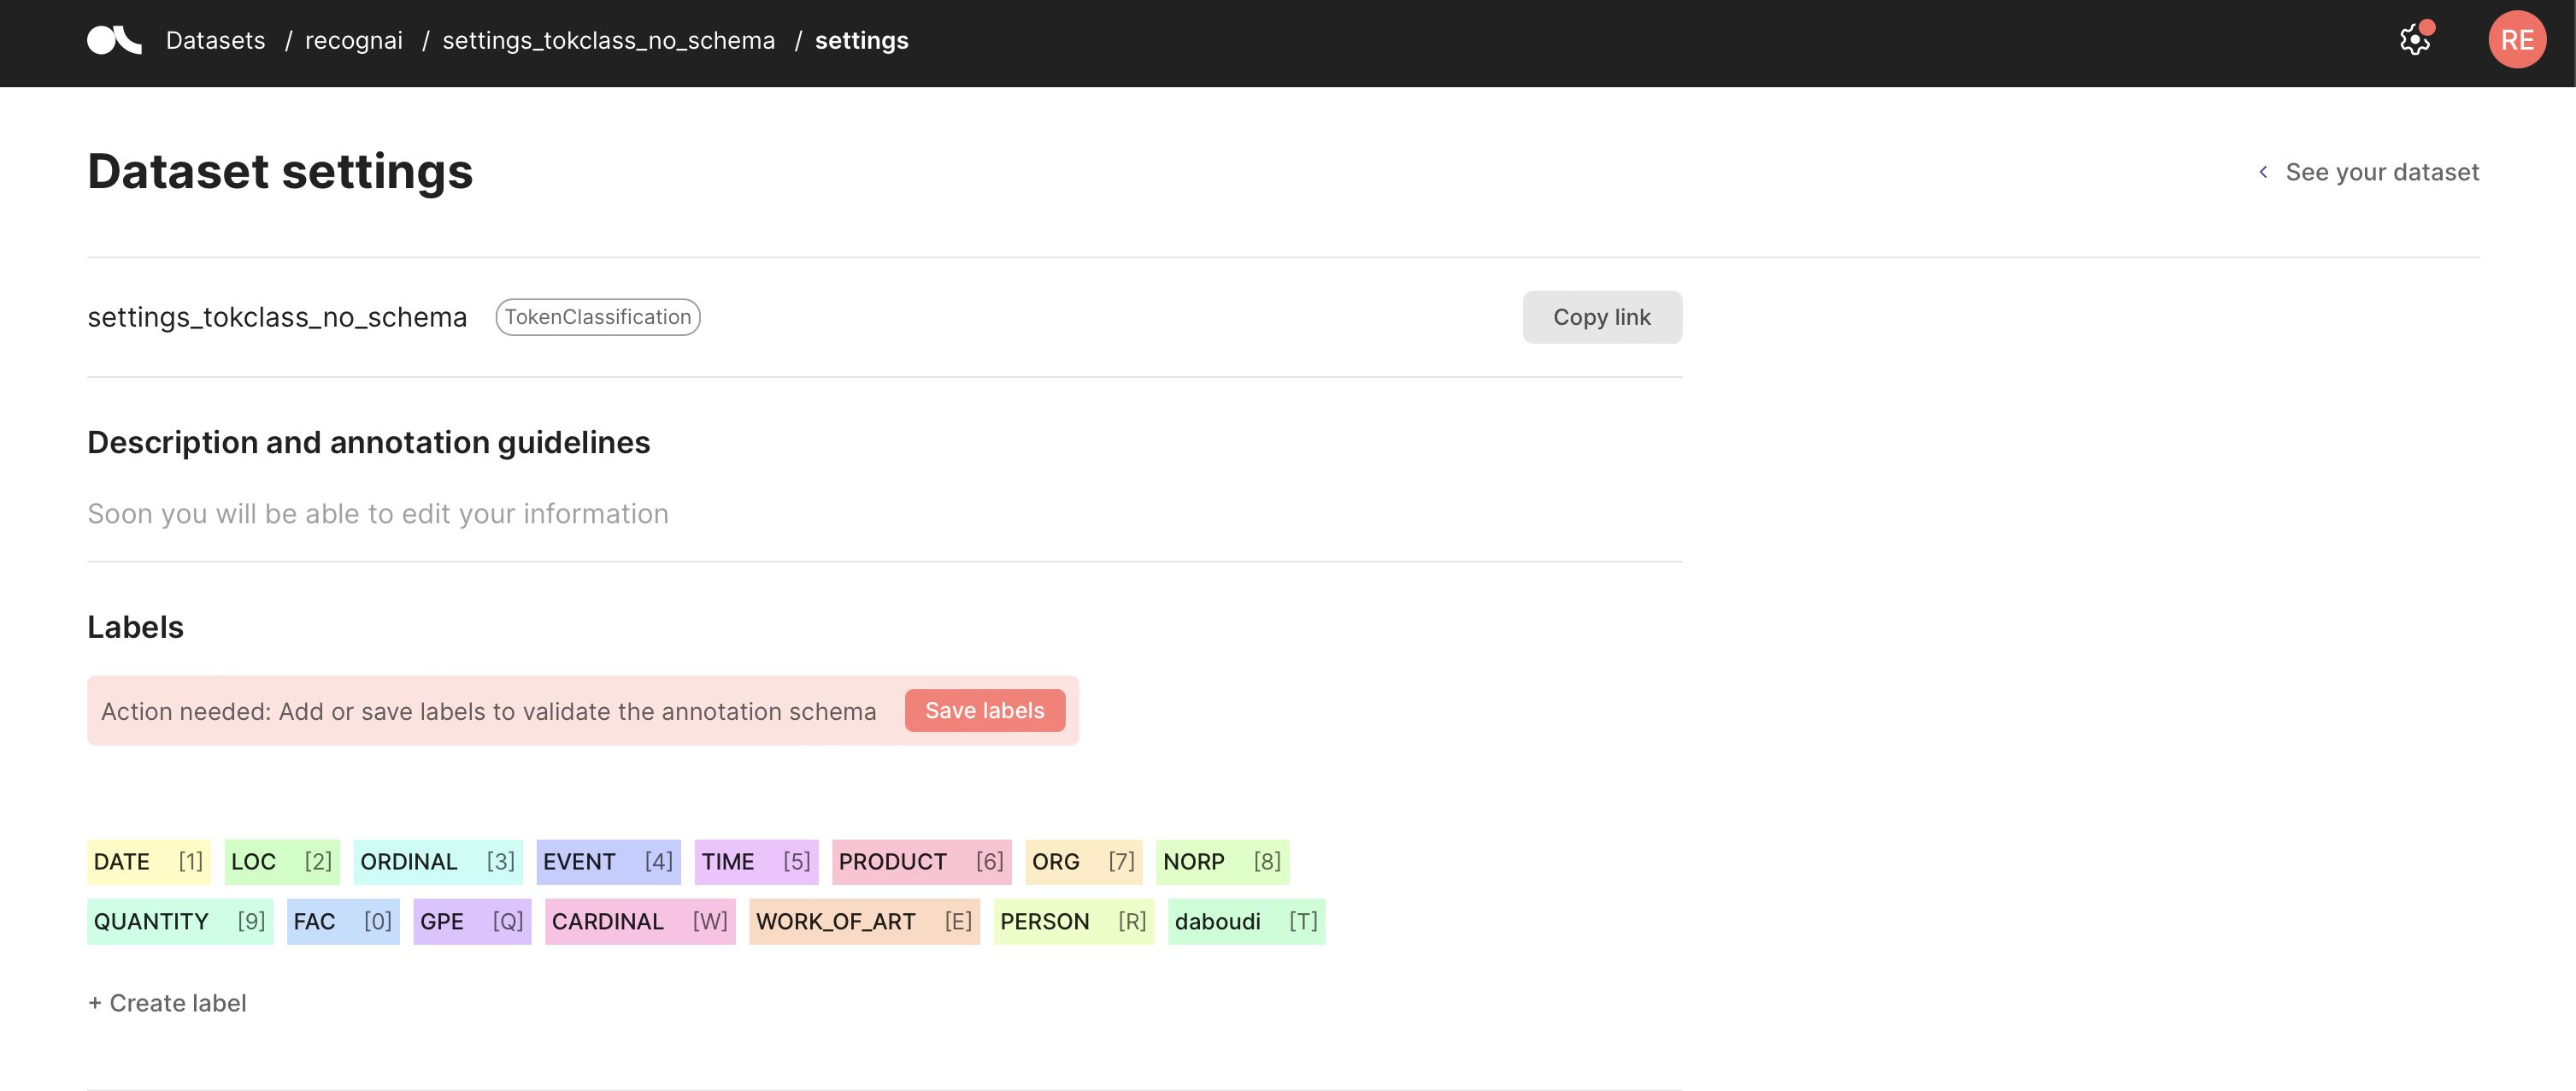 Datasets / recognai / settings_tokclass_no_schema / settings
RE
Dataset settings
‹ See your dataset
settings_tokclass_no_schema TokenClassification Copy link
Description and annotation guidelines
Soon you will be able to edit your information
Labels
Action needed: Add or save labels to validate the annotation schema Save labels
DATE [1] LOC [2] ORDINAL [3] EVENT [4] TIME [5] PRODUCT [6] ORG [7] NORP [8]
QUANTITY [9] FAC [0] GPE [Q] CARDINAL [W] WORK_OF_ART [E] PERSON [R] daboudi [T]
+ Create label